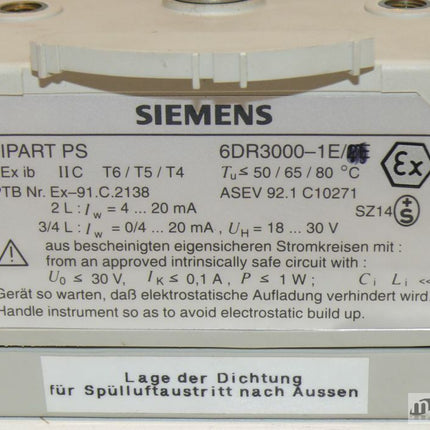 SIEMENS
IPART PS 6DR3000-1E/ E
Ex ib IIC T6 / T5 / T4 Tu ≤ 50 / 65 / 80 °C
PTB Nr. Ex-91.C.2138 ASEV 92.1 C10271
2 L : Iw = 4 ... 20 mA SZ14
3/4 L : Iw = 0/4 ... 20 mA , UH = 18 ... 30 V
aus bescheinigten eigensicheren Stromkreisen mit :
from an approved intrinsically safe circuit with :
U0 ≤ 30 V, IK ≤ 0,1 A , P ≤ 1 W ; Ci Li <<
Gerät so warten, daß elektrostatische Aufladung verhindert wird
Handle instrument so as to avoid electrostatic build up.
Lage der Dichtung
für Spülluftaustritt nach Aussen